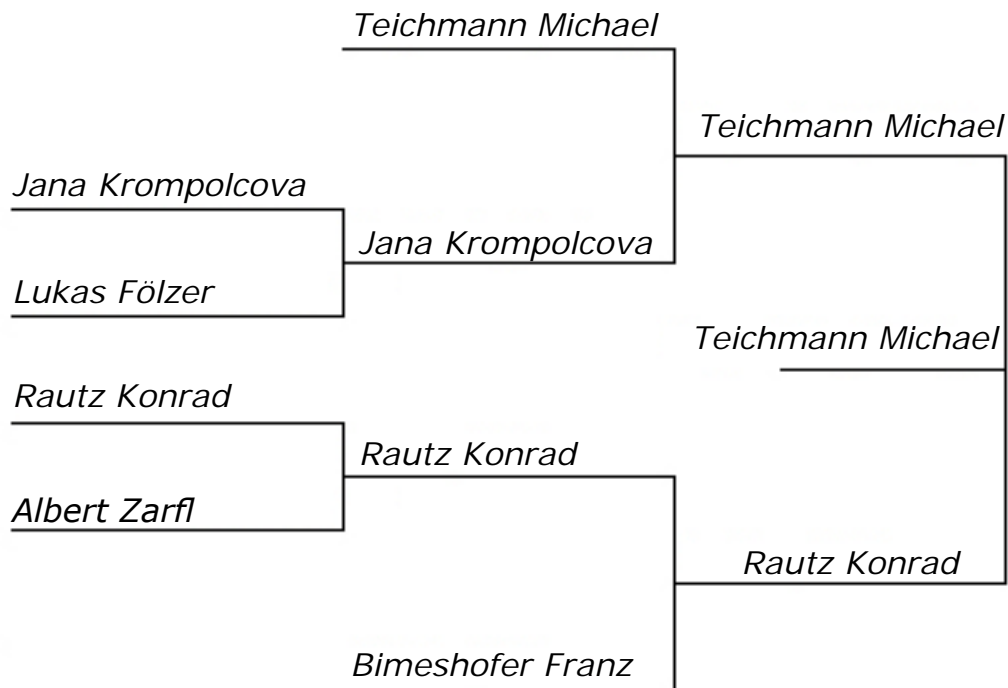 Teichmann Michael
Teichmann Michael
Jana Krompolcova
Jana Krompolcova
Lukas Fölzer
Teichmann Michael
Rautz Konrad
Rautz Konrad
Albert Zarfl
Rautz Konrad
Bimeshofer Franz